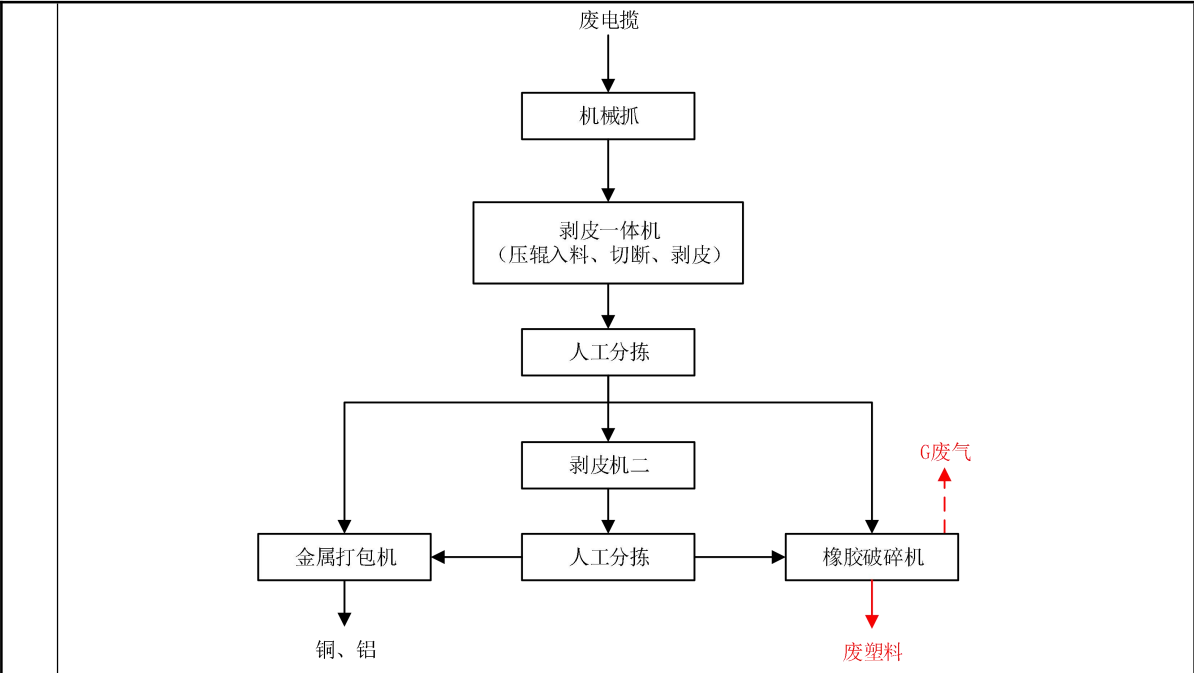 废电揽
机械抓
剥皮一体机
（压辊入料、切断、剥皮）
人工分拣
剥皮机二
G废气
金属打包机
人工分拣
橡胶破碎机
铜、铝
废塑料